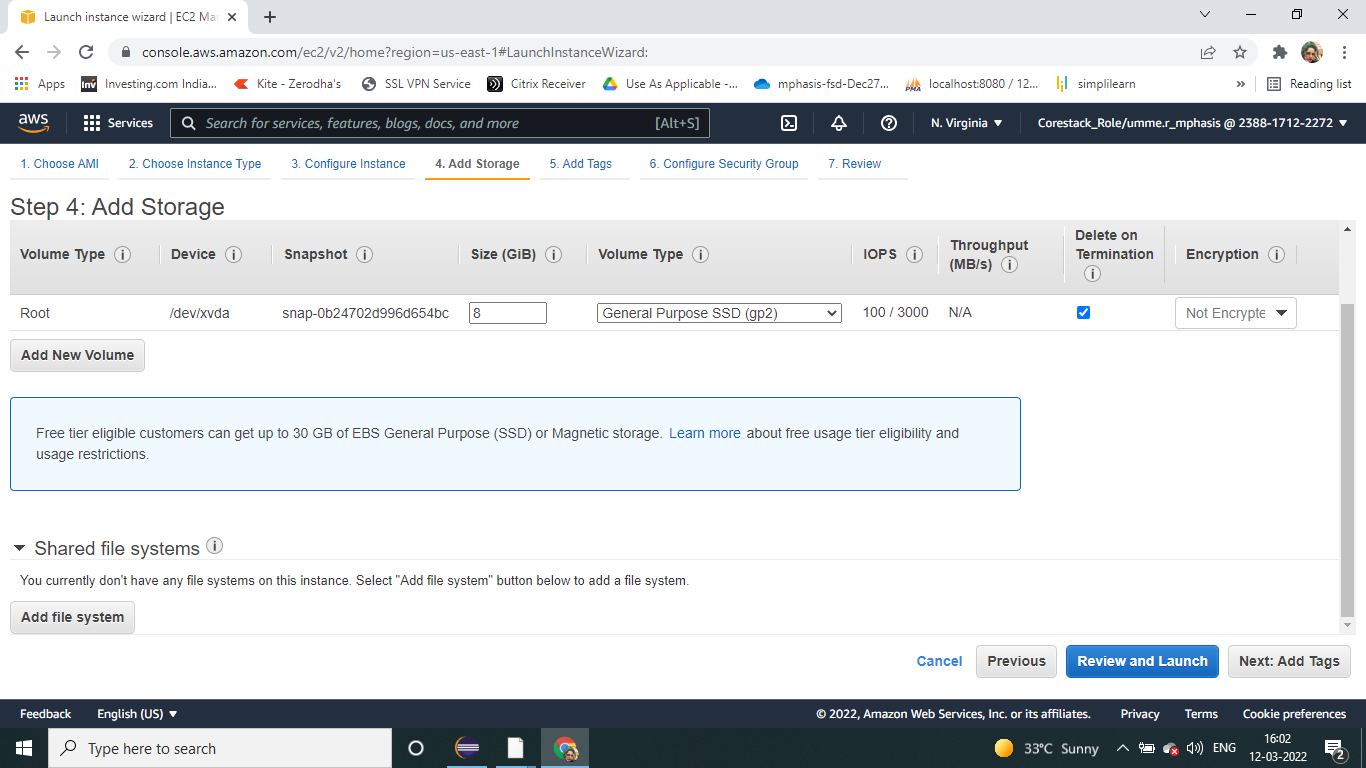 Launch instance wizard | EC2 Ma
console.aws.amazon.com/ec2/v2/home?region=us-east-1#LaunchInstanceWizard:
Apps Investing.com India... Kite - Zerodha's SSL VPN Service Citrix Receiver Use As Applicable -... mphasis-fsd-Dec27... localhost:8080 / 12... simplilearn » Reading list
aws Services Search for services, features, blogs, docs, and more [Alt+S] N. Virginia Corestack_Role/umme.r_mphasis @ 2388-1712-2272
1. Choose AMI 2. Choose Instance Type 3. Configure Instance 4. Add Storage 5. Add Tags 6. Configure Security Group 7. Review
Step 4: Add Storage
Volume Type Device Snapshot Size (GiB) Volume Type IOPS Throughput (MB/s) Delete on Termination Encryption
Root /dev/xvda snap-0b24702d996d654bc 8 General Purpose SSD (gp2) 100 / 3000 N/A Not Encrypte
Add New Volume
Free tier eligible customers can get up to 30 GB of EBS General Purpose (SSD) or Magnetic storage. Learn more about free usage tier eligibility and
usage restrictions.
Shared file systems
You currently don't have any file systems on this instance. Select "Add file system" button below to add a file system.
Add file system
Cancel Previous Review and Launch Next: Add Tags
Feedback English (US) © 2022, Amazon Web Services, Inc. or its affiliates. Privacy Terms Cookie preferences
Type here to search 33°C Sunny ENG 16:02
12-03-2022 2